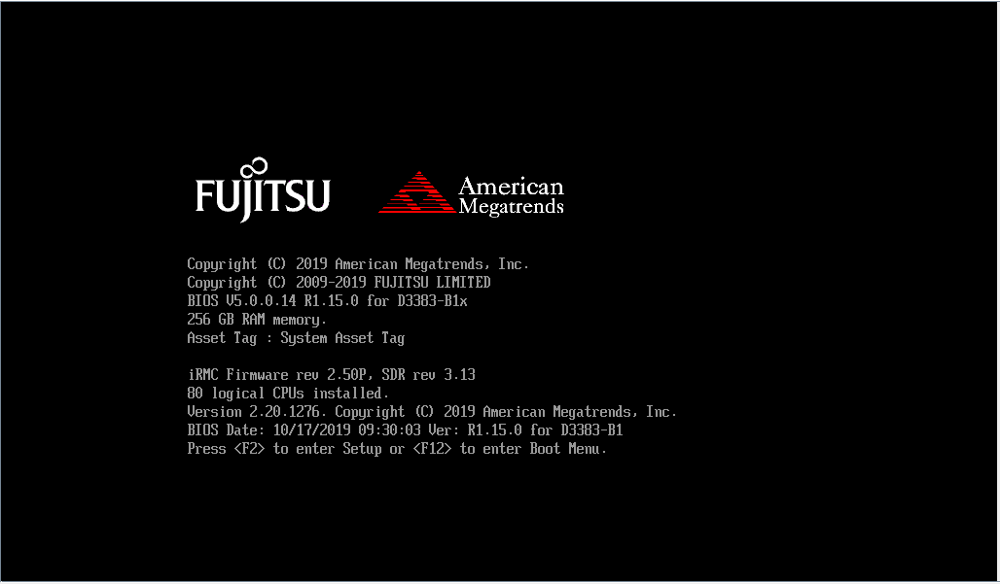 FUJITSU
American
Megatrends
Copyright (C) 2019 American Megatrends, Inc.
Copyright (C) 2009-2019 FUJITSU LIMITED
BIOS V5.0.0.14 R1.15.0 for D3383-B1x
256 GB RAM memory.
Asset Tag : System Asset Tag
iRMC Firmware rev 2.50P, SDR rev 3.13
80 logical CPUs installed.
Version 2.20.1276. Copyright (C) 2019 American Megatrends, Inc.
BIOS Date: 10/17/2019 09:30:03 Ver: R1.15.0 for D3383-B1
Press <F2> to enter Setup or <F12> to enter Boot Menu.